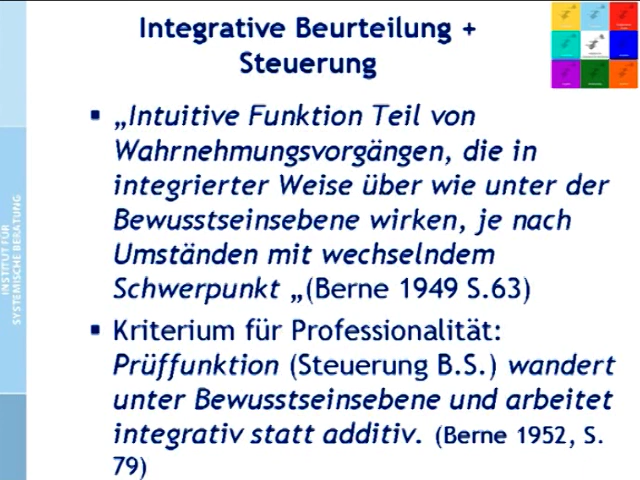 Integrative Beurteilung +
Steuerung
▪ „Intuitive Funktion Teil von
Wahrnehmungsvorgängen, die in
integrierter Weise über wie unter der
Bewusstseinsebene wirken, je nach
Umständen mit wechselndem
Schwerpunkt „(Berne 1949 S.63)
▪ Kriterium für Professionalität:
Prüffunktion (Steuerung B.S.) wandert
unter Bewusstseinsebene und arbeitet
integrativ statt additiv. (Berne 1952, S.
79)
INSTITUT FÜR
SYSTEMISCHE BERATUNG